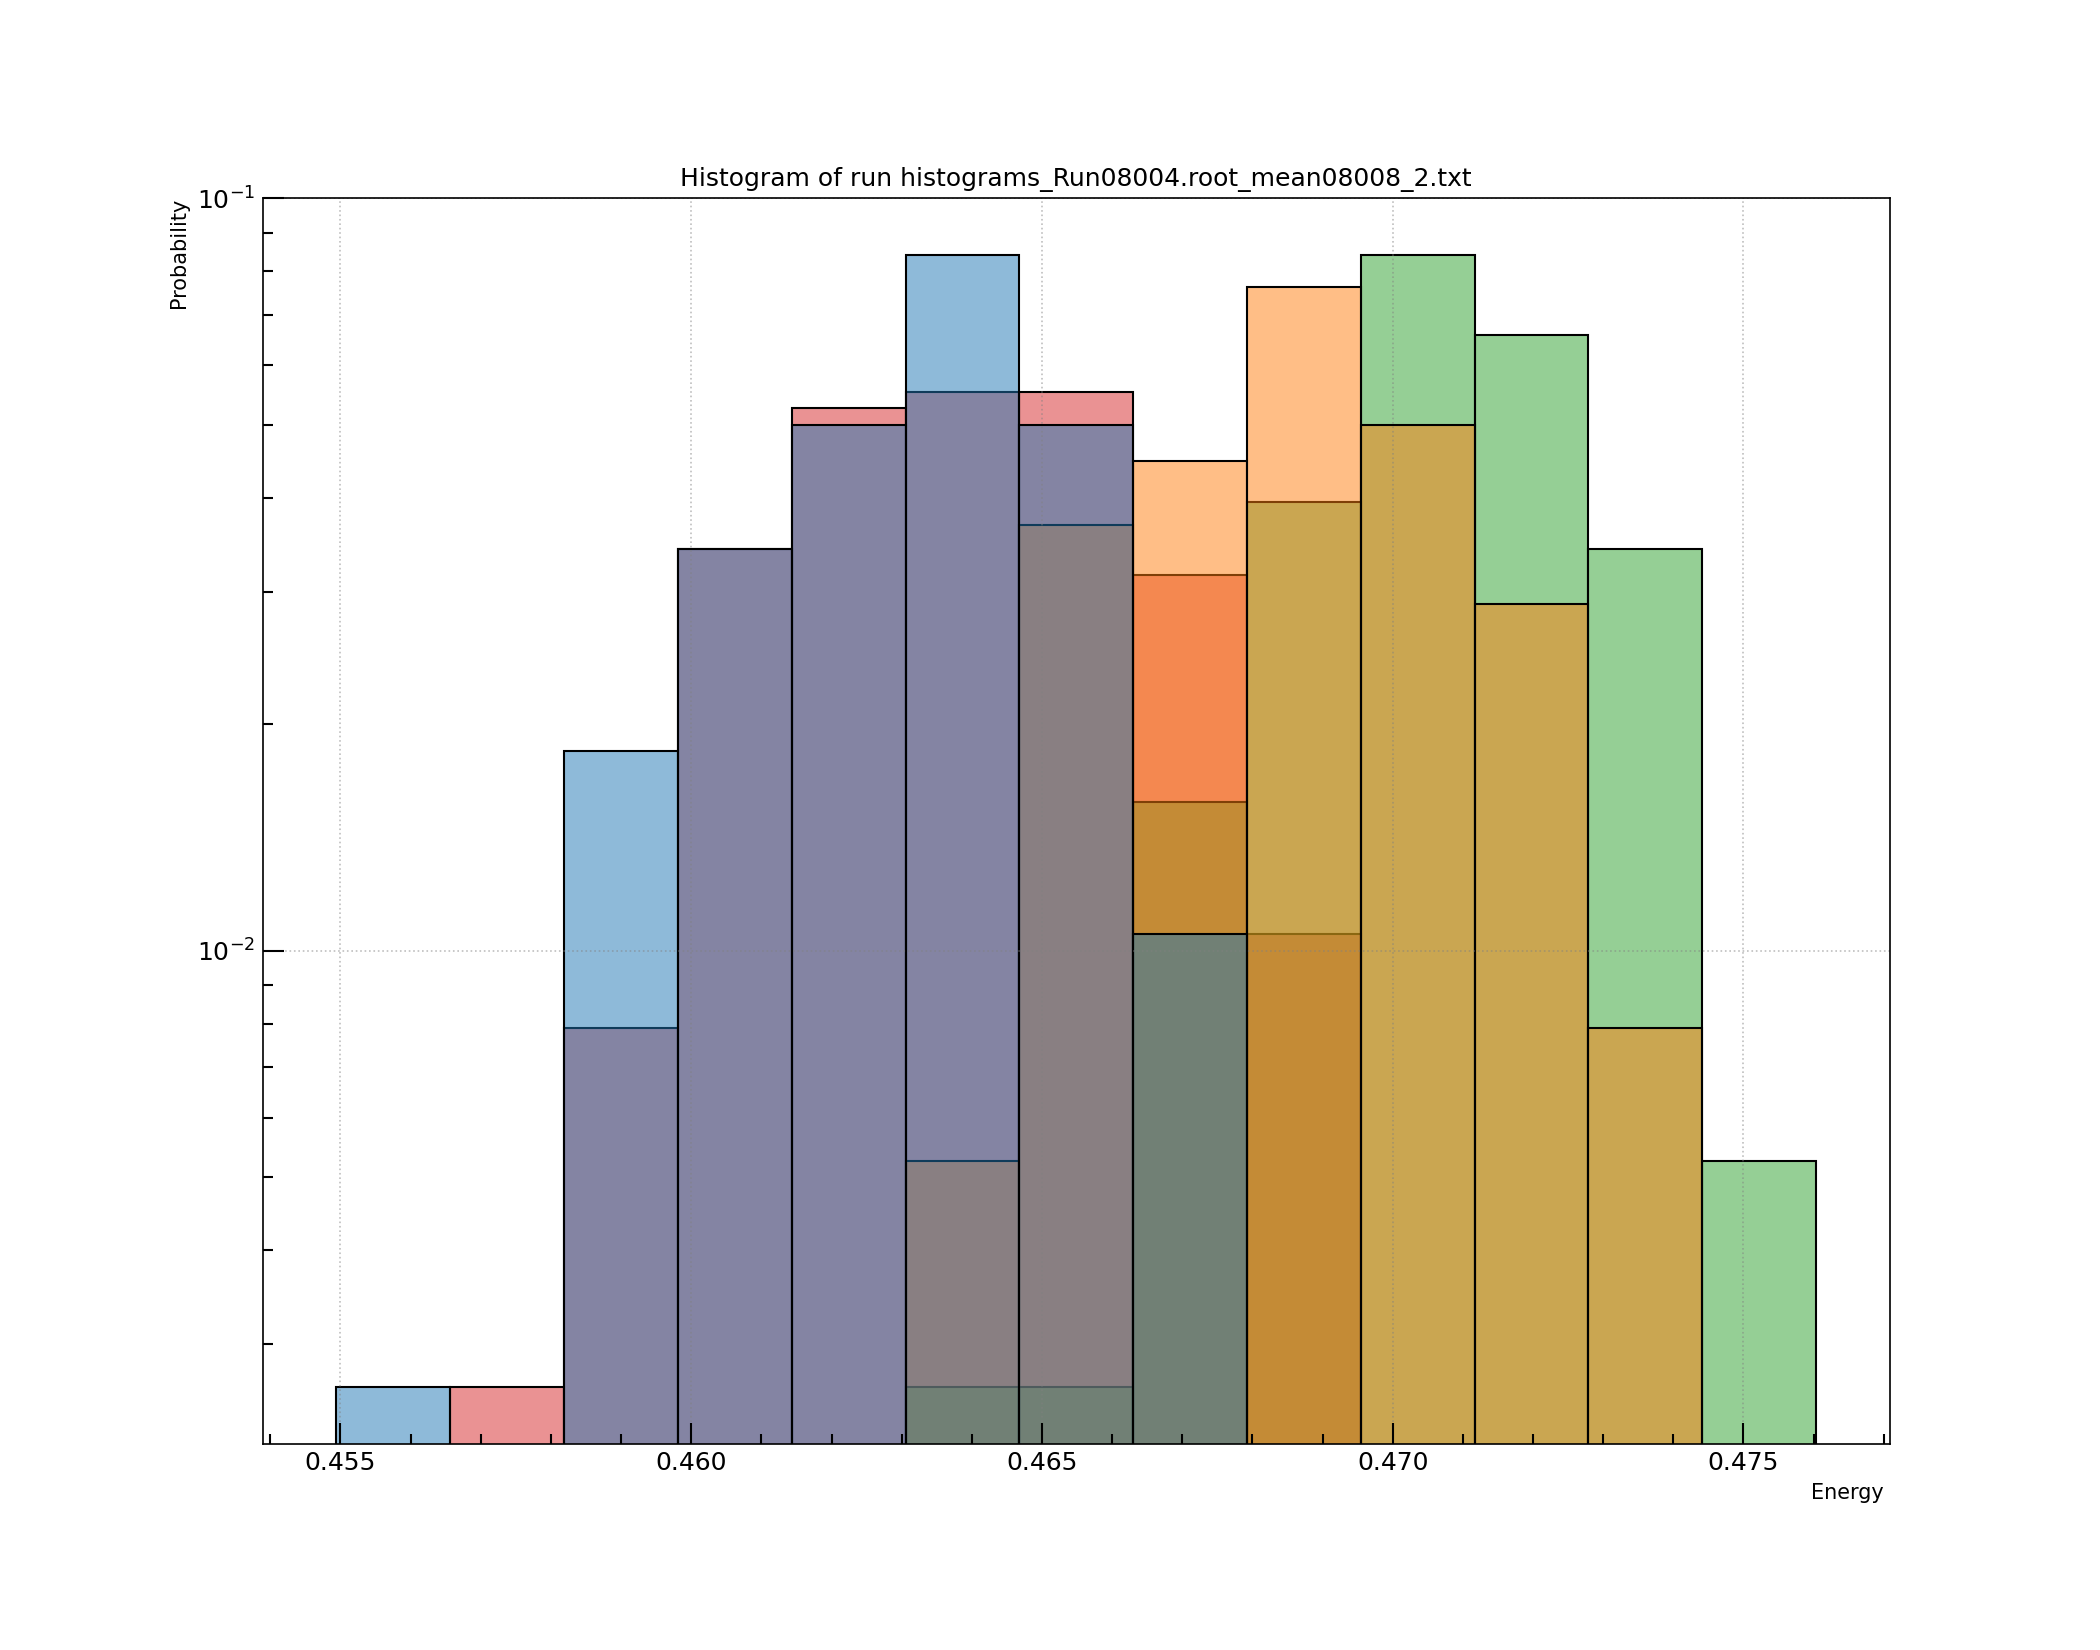 Histogram of run histograms_Run08004.root_mean08008_2.txt
Probability
10⁻¹
10⁻²
0.455 0.460 0.465 0.470 0.475
Energy